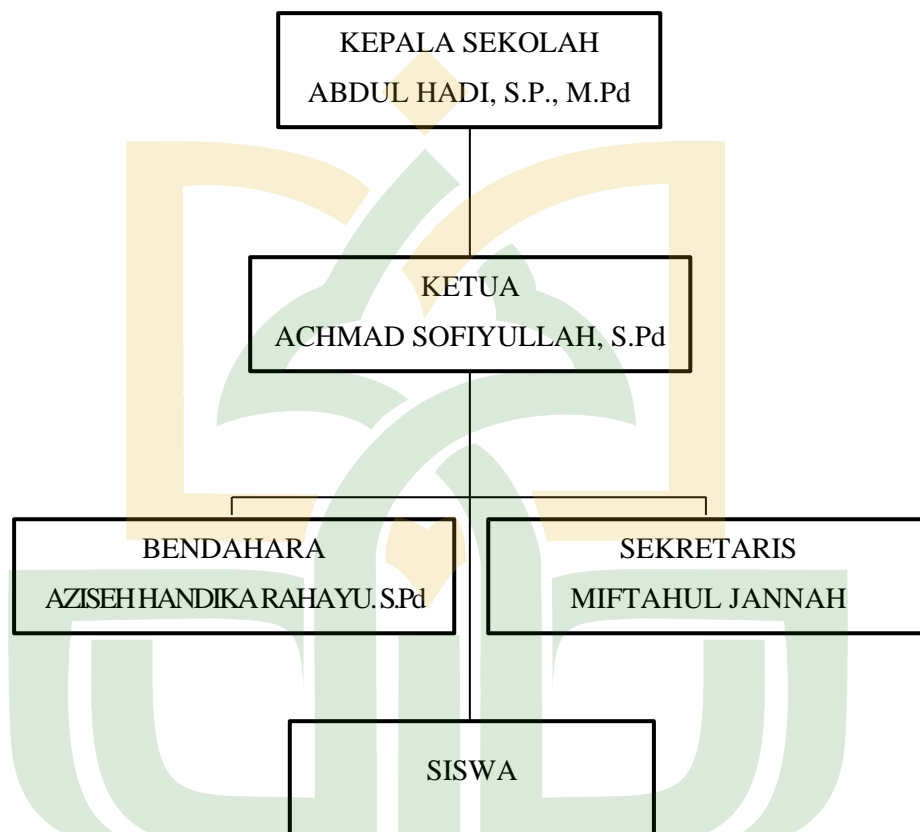 KEPALA SEKOLAH
ABDUL HADI, S.P., M.Pd
KETUA
ACHMAD SOFIYULLAH, S.Pd
BENDAHARA
AZISEH HANDIKA RAHAYU. S.Pd
SEKRETARIS
MIFTAHUL JANNAH
SISWA